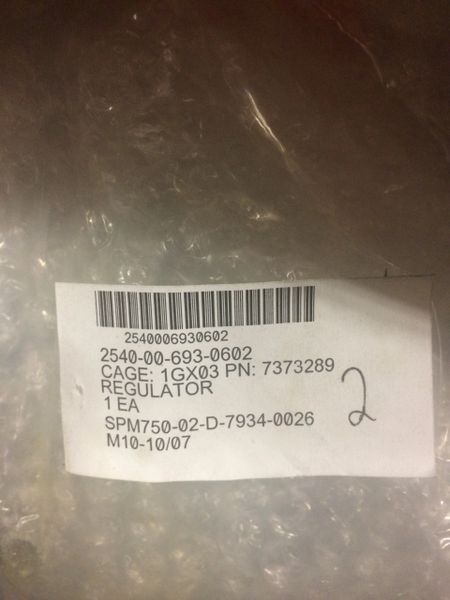 2540006930602
2540-00-693-0602
CAGE: 1GX03 PN: 7373289
REGULATOR
1 EA
SPM750-02-D-7934-0026
M10-10/07
2